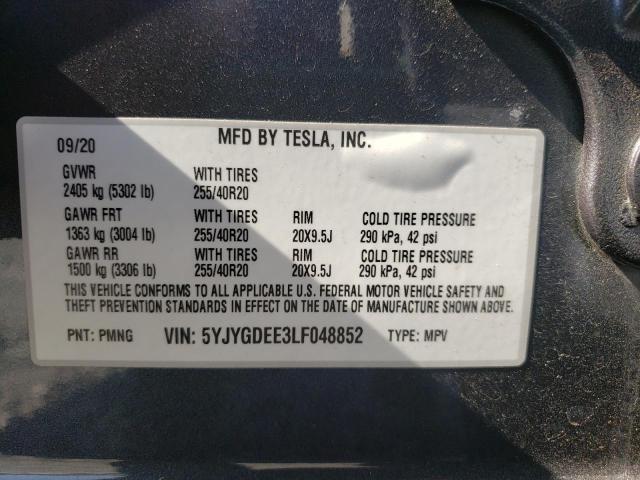 09/20 MFD BY TESLA, INC.
GVWR WITH TIRES
2405 kg (5302 lb) 255/40R20
GAWR FRT WITH TIRES RIM COLD TIRE PRESSURE
1363 kg (3004 lb) 255/40R20 20X9.5J 290 kPa, 42 psi
GAWR RR WITH TIRES RIM COLD TIRE PRESSURE
1500 kg (3306 lb) 255/40R20 20X9.5J 290 kPa, 42 psi
THIS VEHICLE CONFORMS TO ALL APPLICABLE U.S. FEDERAL MOTOR VEHICLE SAFETY AND
THEFT PREVENTION STANDARDS IN EFFECT ON THE DATE OF MANUFACTURE SHOWN ABOVE.
PNT: PMNG VIN: 5YJYGDEE3LF048852 TYPE: MPV